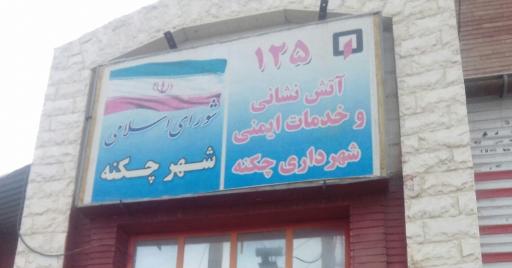 ۱۲۵
آتش نشانی
و خدمات ایمنی
شهرداری چکنه
شورای اسلامی
شهر چکنه